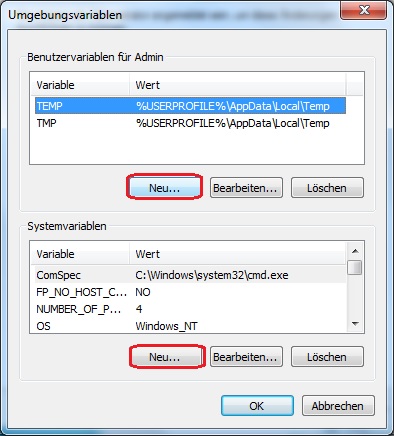 Umgebungsvariablen
Benutzervariablen für Admin
Variable Wert
TEMP %USERPROFILE%\AppData\Local\Temp
TMP %USERPROFILE%\AppData\Local\Temp
Neu... Bearbeiten... Löschen
Systemvariablen
Variable Wert
ComSpec C:\Windows\system32\cmd.exe
FP_NO_HOST_C... NO
NUMBER_OF_P... 4
OS Windows_NT
Neu... Bearbeiten... Löschen
OK Abbrechen